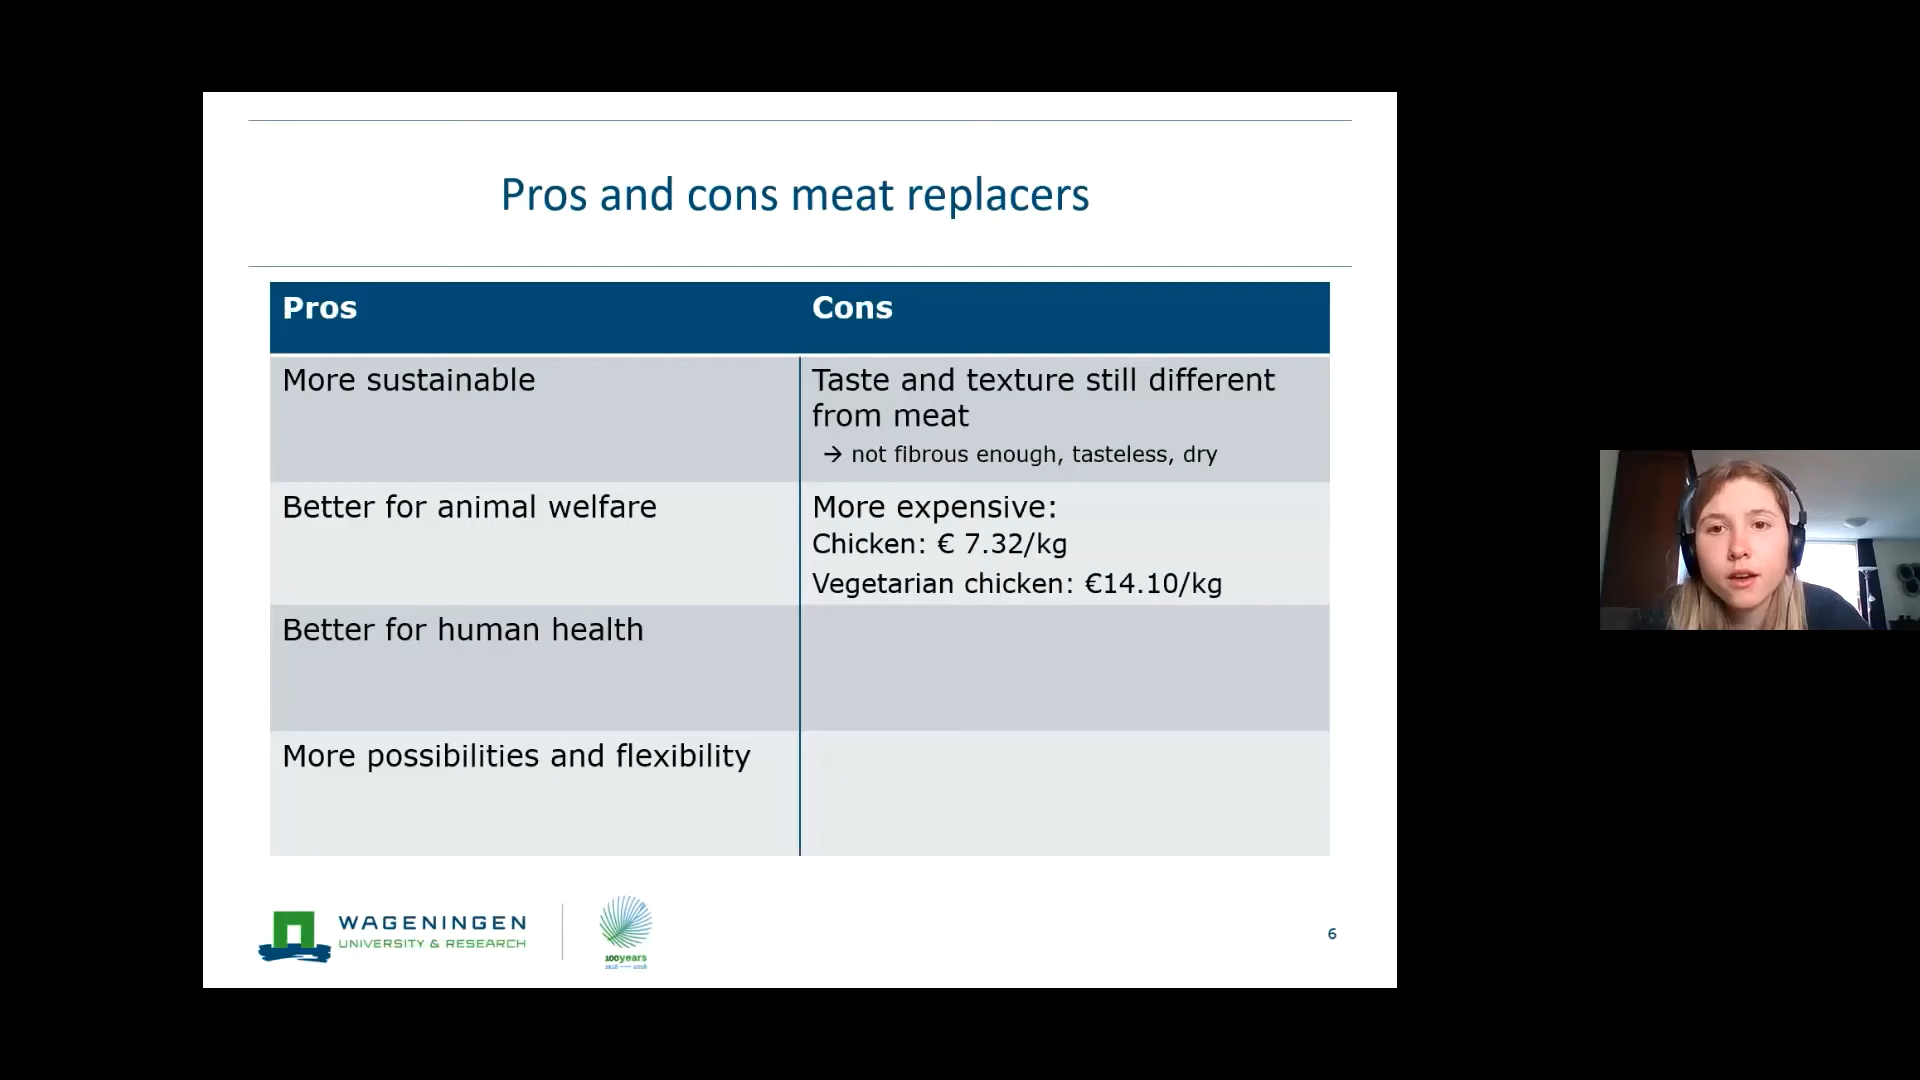 Pros and cons meat replacers
Pros
Cons
More sustainable
Taste and texture still different
from meat
→ not fibrous enough, tasteless, dry
Better for animal welfare
More expensive:
Chicken: € 7.32/kg
Vegetarian chicken: €14.10/kg
Better for human health
More possibilities and flexibility
WAGENINGEN
UNIVERSITY & RESEARCH
100years
1918 — 2018
6